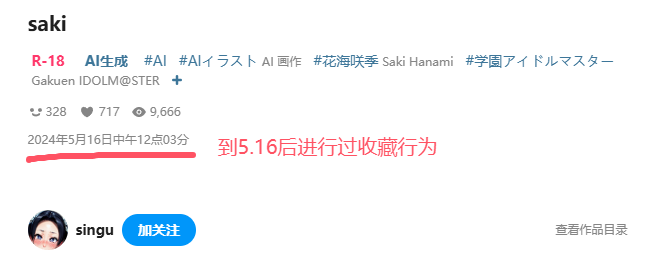 saki
R-18 AI生成 #AI #AIイラスト AI 画作 #花海咲季 Saki Hanami #学園アイドルマスター
Gakuen IDOLM@STER +
328 717 9,666
2024年5月16日中午12点03分
到5.16后进行过收藏行为
singu 加关注 查看作品目录